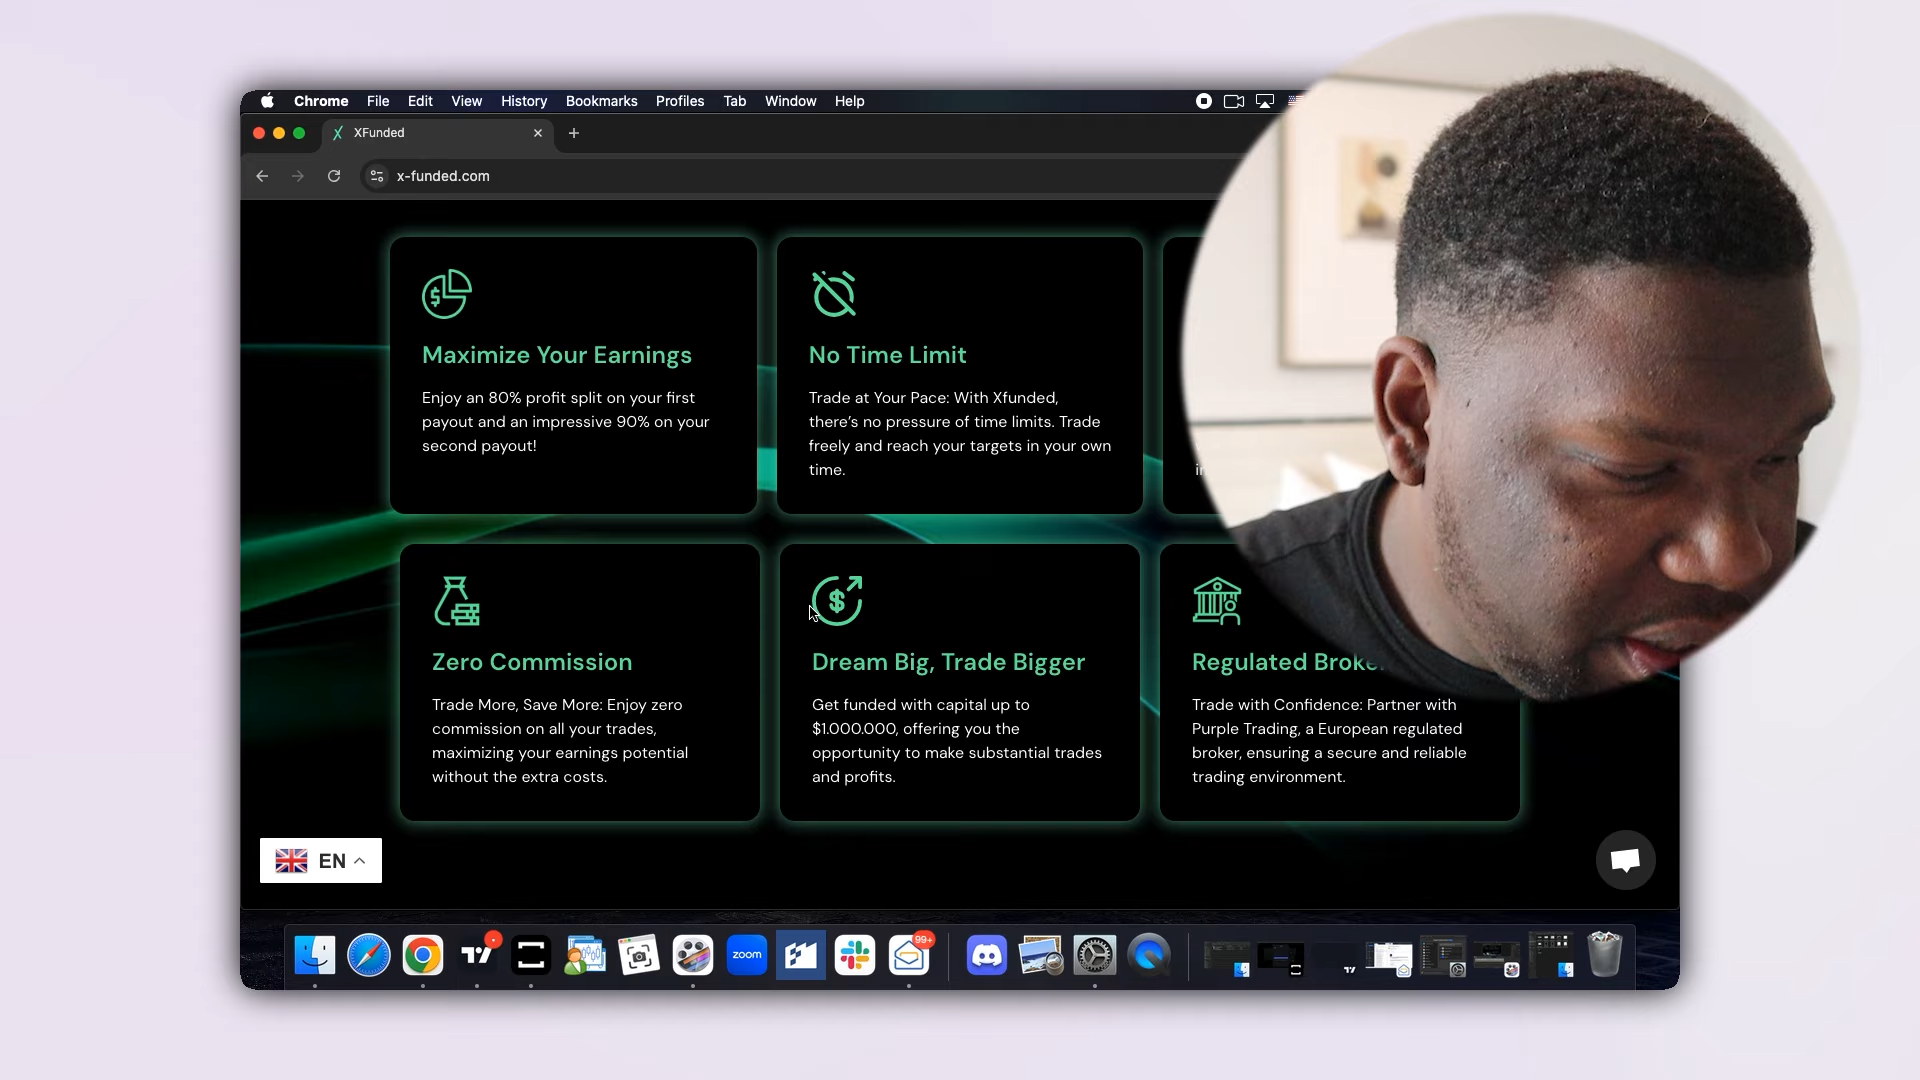 Chrome File Edit View History Bookmarks Profiles Tab Window Help
XFunded
x-funded.com
Maximize Your Earnings
Enjoy an 80% profit split on your first
payout and an impressive 90% on your
second payout!
No Time Limit
Trade at Your Pace: With Xfunded,
there's no pressure of time limits. Trade
freely and reach your targets in your own
time.
Zero Commission
Trade More, Save More: Enjoy zero
commission on all your trades,
maximizing your earnings potential
without the extra costs.
Dream Big, Trade Bigger
Get funded with capital up to
$1.000.000, offering you the
opportunity to make substantial trades
and profits.
Regulated
Trade with Confidence: Partner with
Purple Trading, a European regulated
broker, ensuring a secure and reliable
trading environment.
EN
zoom
99+